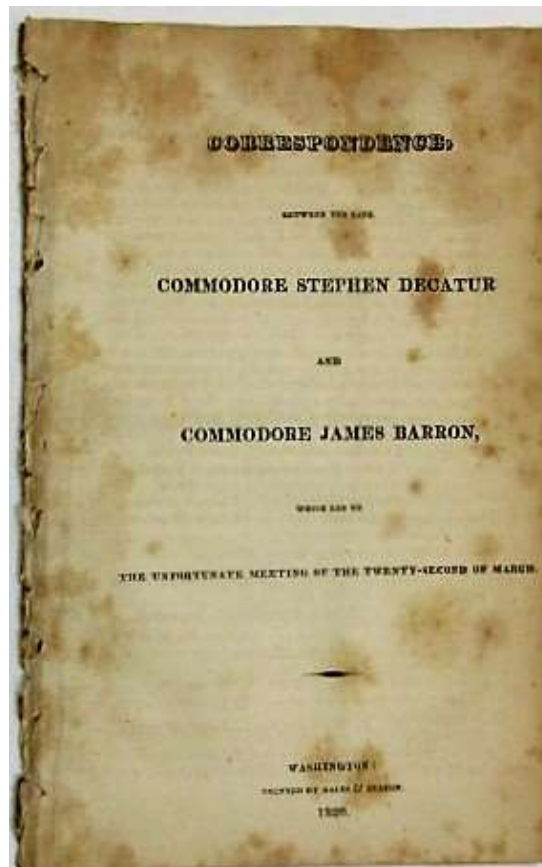 CORRESPONDENCE,
BETWEEN THE LATE
COMMODORE STEPHEN DECATUR
AND
COMMODORE JAMES BARRON,
WHICH LED TO
THE UNFORTUNATE MEETING OF THE TWENTY-SECOND OF MARCH.
WASHINGTON:
PRINTED BY GALES & SEATON.
1820.